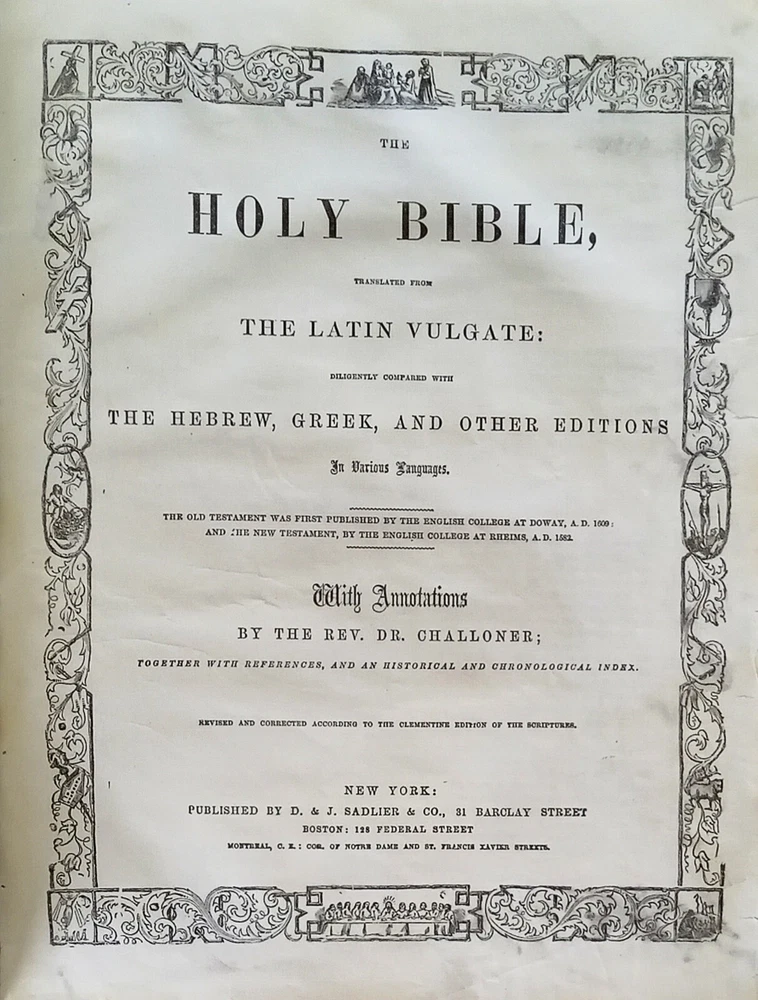 THE
HOLY BIBLE,
TRANSLATED FROM
THE LATIN VULGATE:
DILIGENTLY COMPARED WITH
THE HEBREW, GREEK, AND OTHER EDITIONS
In Various Languages.
THE OLD TESTAMENT WAS FIRST PUBLISHED BY THE ENGLISH COLLEGE AT DOWAY, A. D. 1609:
AND THE NEW TESTAMENT, BY THE ENGLISH COLLEGE AT RHEIMS, A. D. 1582.
With Annotations
BY THE REV. DR. CHALLONER;
TOGETHER WITH REFERENCES, AND AN HISTORICAL AND CHRONOLOGICAL INDEX.
REVISED AND CORRECTED ACCORDING TO THE CLEMENTINE EDITION OF THE SCRIPTURES.
NEW YORK:
PUBLISHED BY D. & J. SADLIER & CO., 31 BARCLAY STREET
BOSTON: 128 FEDERAL STREET
MONTREAL, C. E.: COR. OF NOTRE DAME AND ST. FRANCIS XAVIER STREETS.